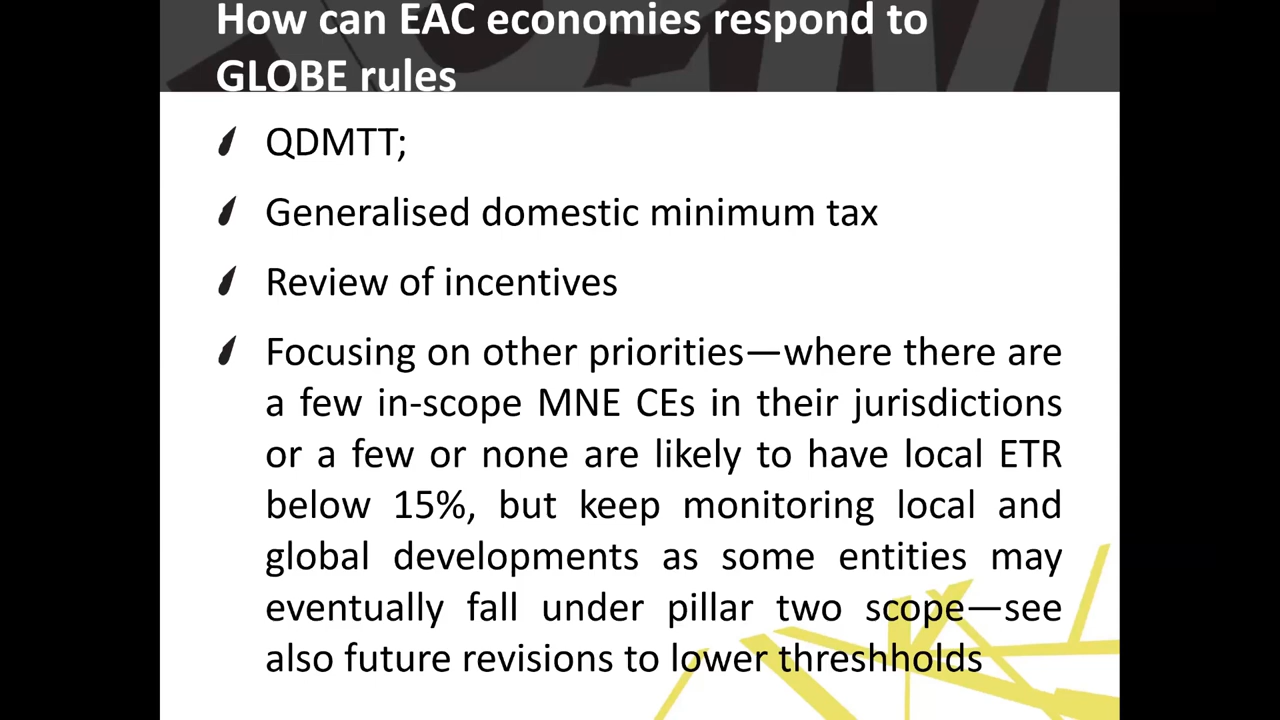 How can EAC economies respond to
GLOBE rules
QDMTT;
Generalised domestic minimum tax
Review of incentives
Focusing on other priorities—where there are
a few in-scope MNE CEs in their jurisdictions
or a few or none are likely to have local ETR
below 15%, but keep monitoring local and
global developments as some entities may
eventually fall under pillar two scope—see
also future revisions to lower threshholds